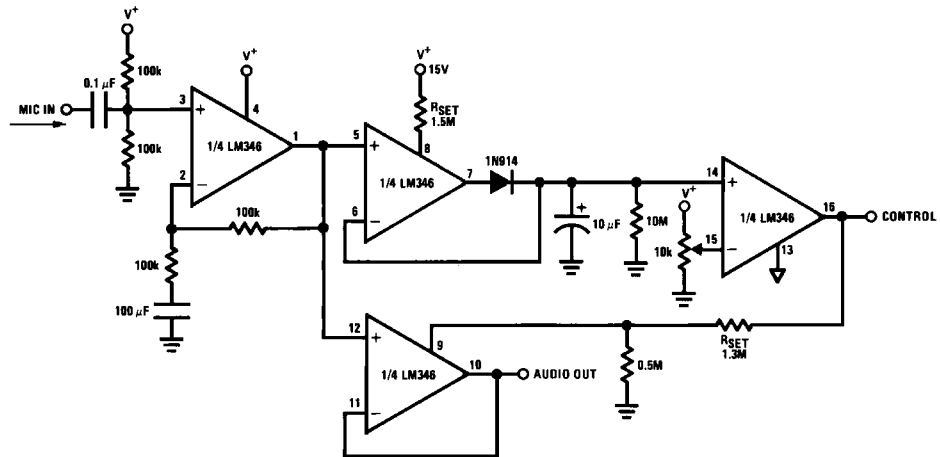 V+
100k
0.1 μF
MIC IN
100k
3
+
2
−
V+
4
1/4 LM346
1
100k
100k
100 μF
V+
15V
RSET
1.5M
5
+
8
1/4 LM346
6
−
7
1N914
+
10 μF
10M
V+
10k
14
+
15
−
1/4 LM346
16
13
CONTROL
12
+
9
1/4 LM346
11
−
10
AUDIO OUT
0.5M
RSET
1.3M